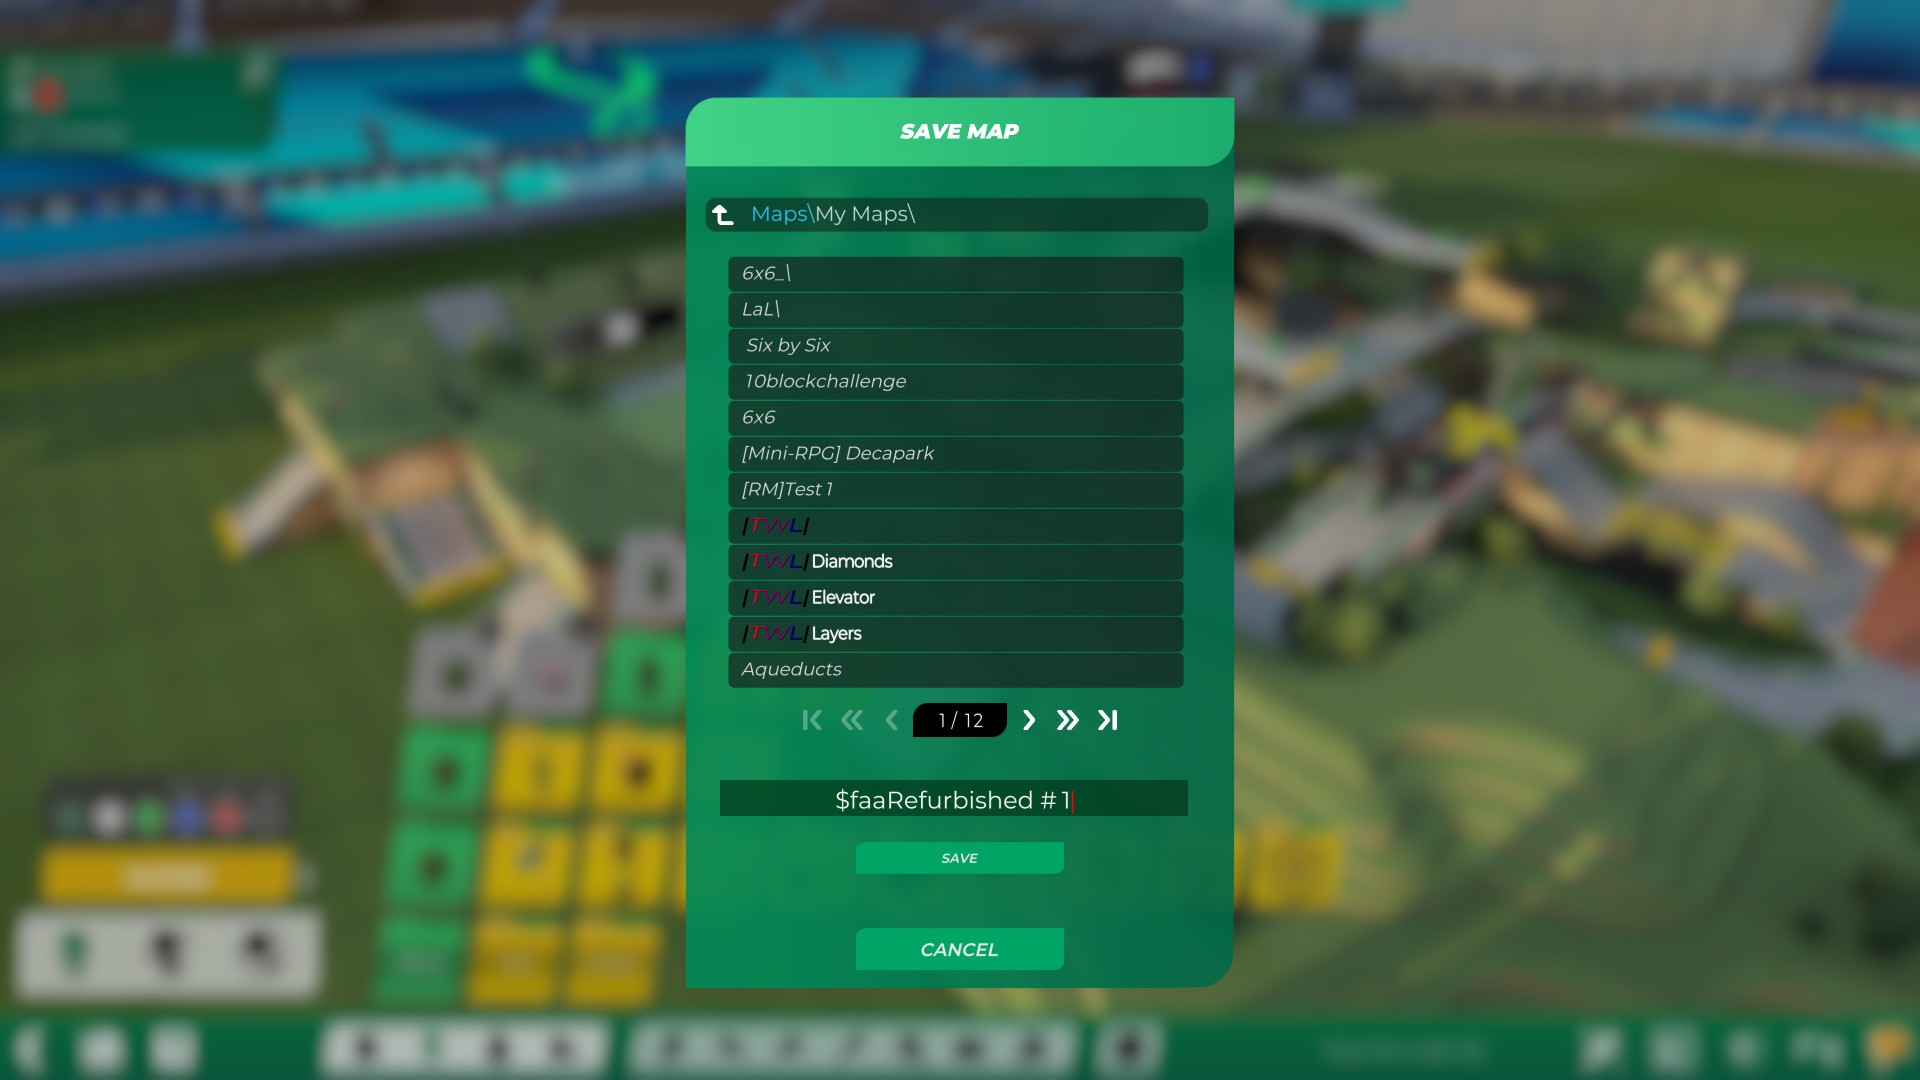 SAVE MAP
Maps\My Maps\
6x6_\
LaL\
Six by Six
10blockchallenge
6x6
[Mini-RPG] Decapark
[RM]Test 1
|TWL|
|TWL| Diamonds
|TWL| Elevator
|TWL| Layers
Aqueducts
1 / 12
$faaRefurbished # 1
SAVE
CANCEL